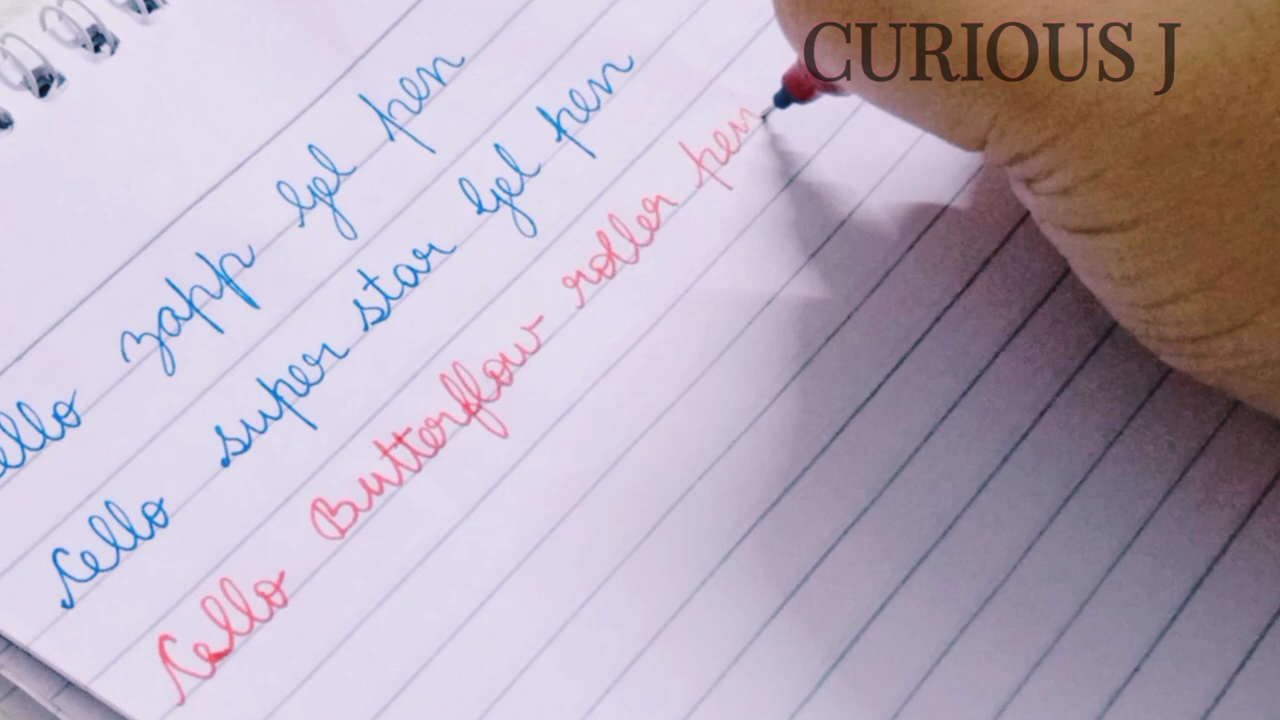 CURIOUS J
ello zapp gel pen
Cello super star gel pen
Cello Butterflow roller pen